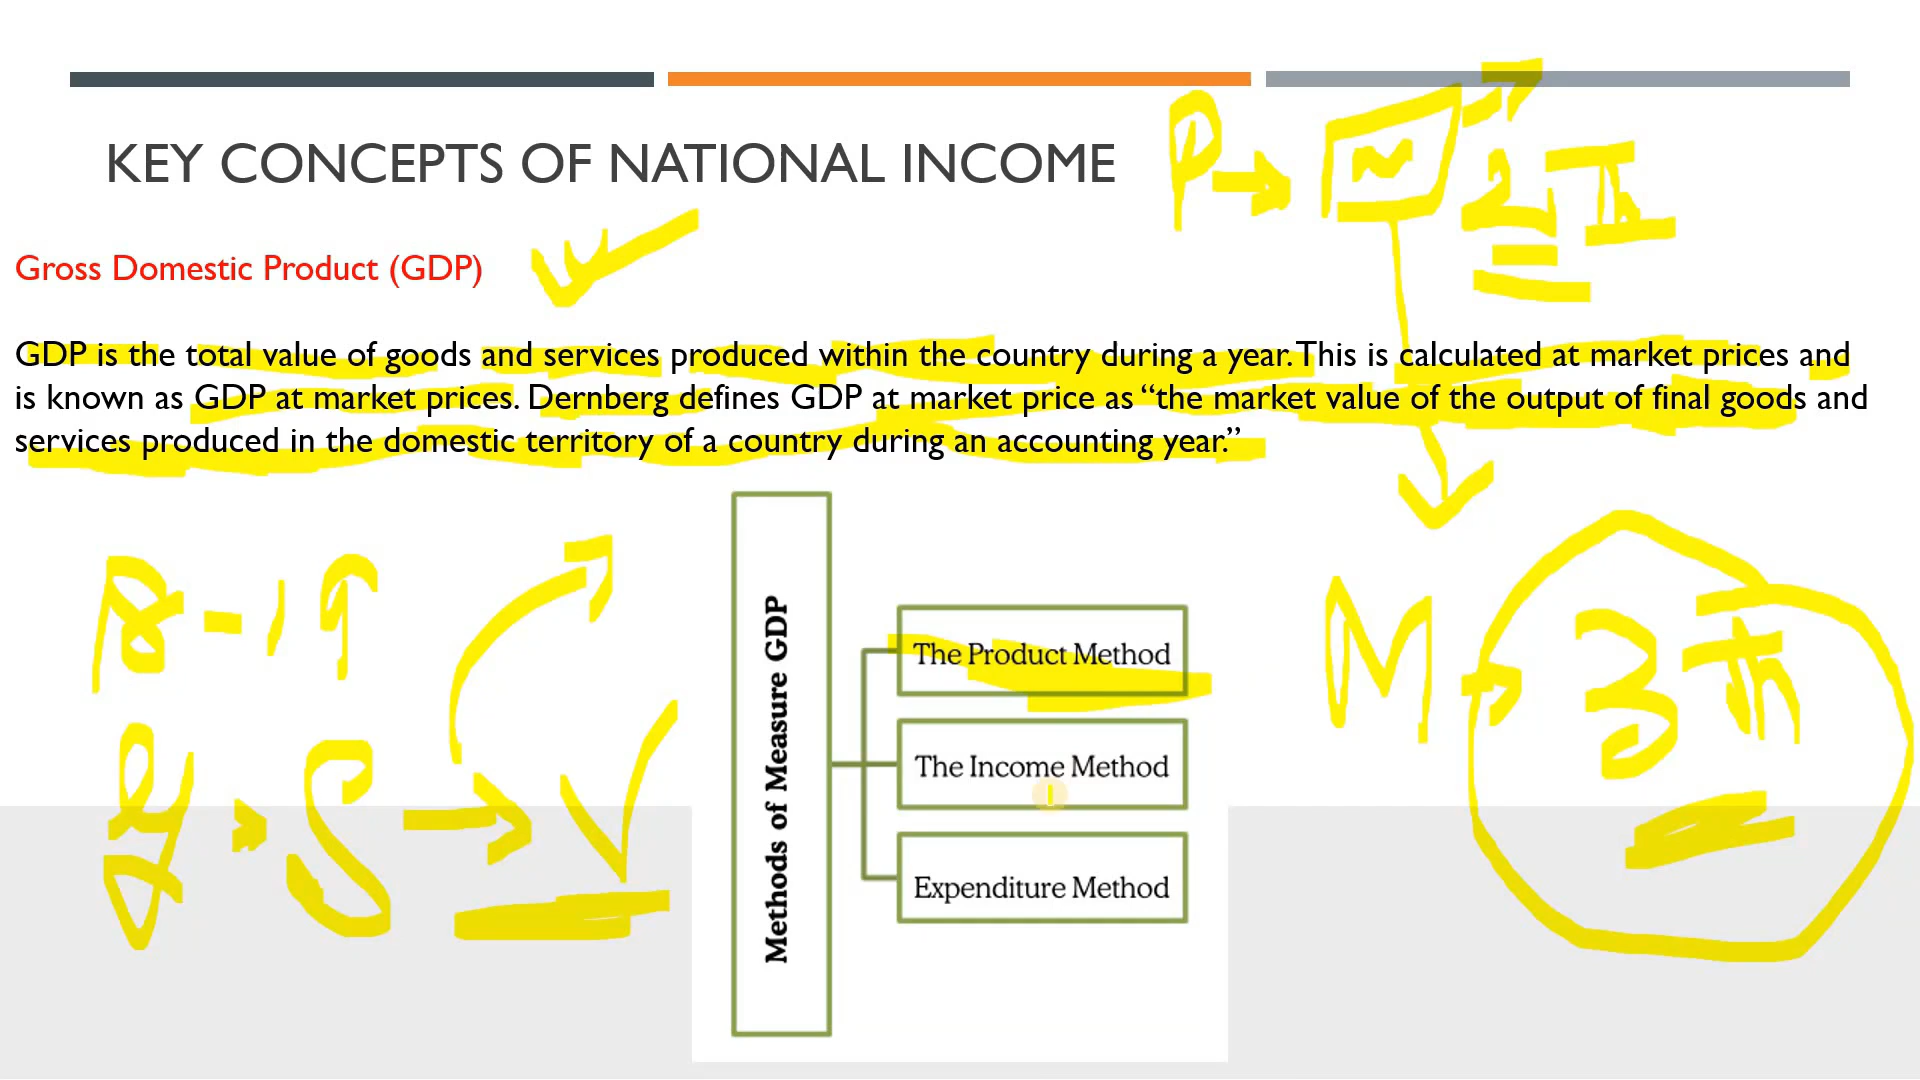 KEY CONCEPTS OF NATIONAL INCOME
P
Gross Domestic Product (GDP)
GDP is the total value of goods and services produced within the country during a year. This is calculated at market prices and
is known as GDP at market prices. Dernberg defines GDP at market price as “the market value of the output of final goods and
services produced in the domestic territory of a country during an accounting year.”
Methods of Measure GDP
The Product Method
The Income Method
Expenditure Method
M
S
V